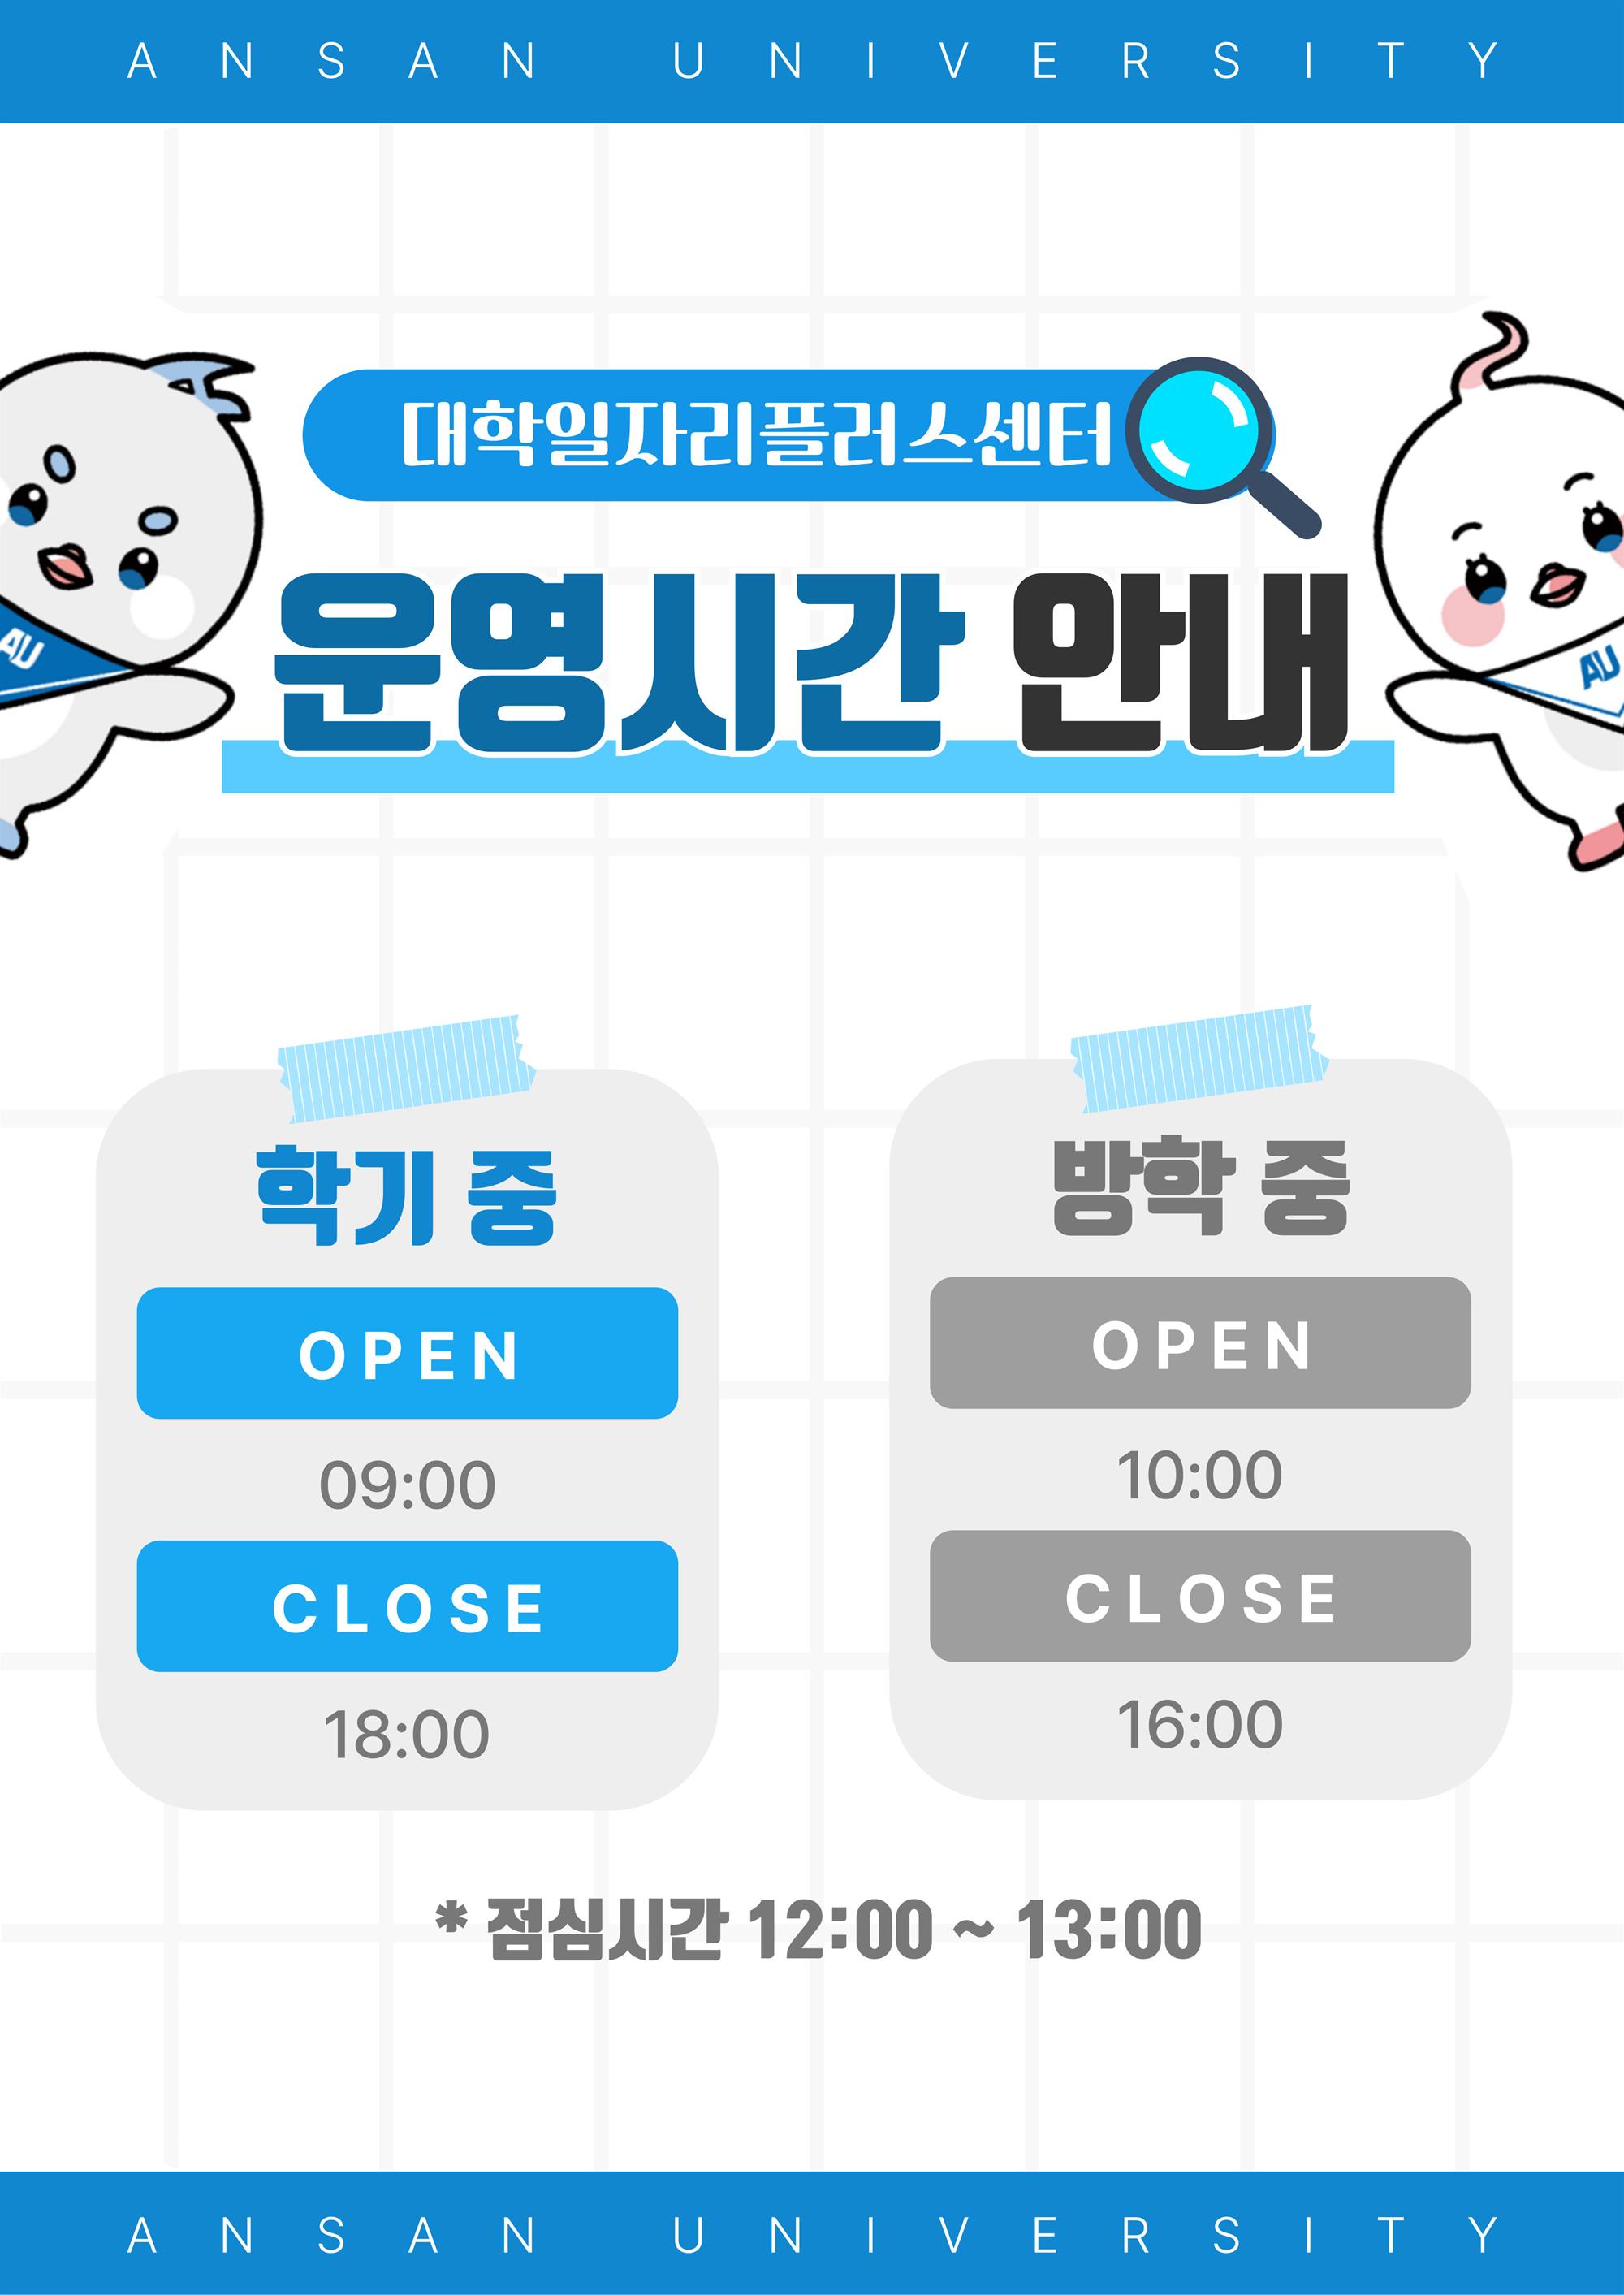 ANSAN UNIVERSITY
대학일자리플러스센터
운영시간 안내
AU
AU
학기 중
OPEN
09:00
CLOSE
18:00
방학 중
OPEN
10:00
CLOSE
16:00
* 점심시간 12:00 ~ 13:00
ANSAN UNIVERSITY